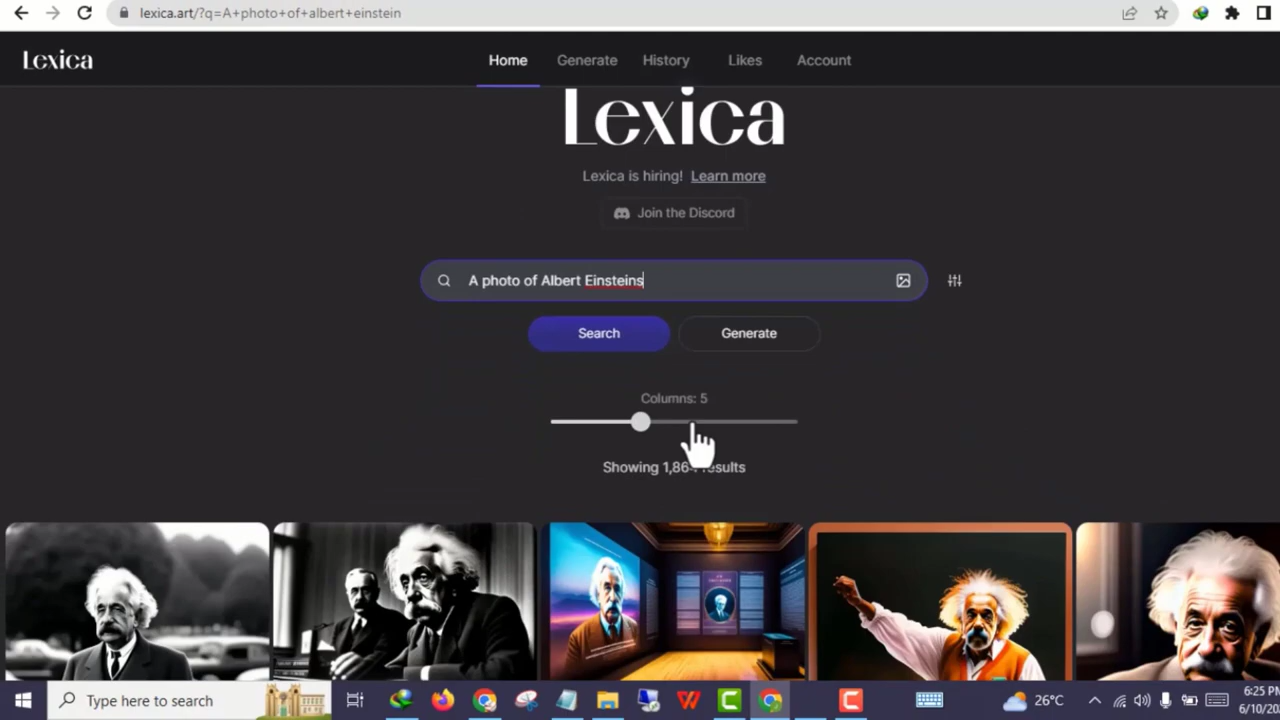 lexica.art/?q=A+photo+of+albert+einstein
Lexica
Home Generate History Likes Account
Lexica
Lexica is hiring! Learn more
Join the Discord
A photo of Albert Einsteins
Search Generate
Columns: 5
Showing 1,864 results
Type here to search
26°C
6:25 PM
6/10/20